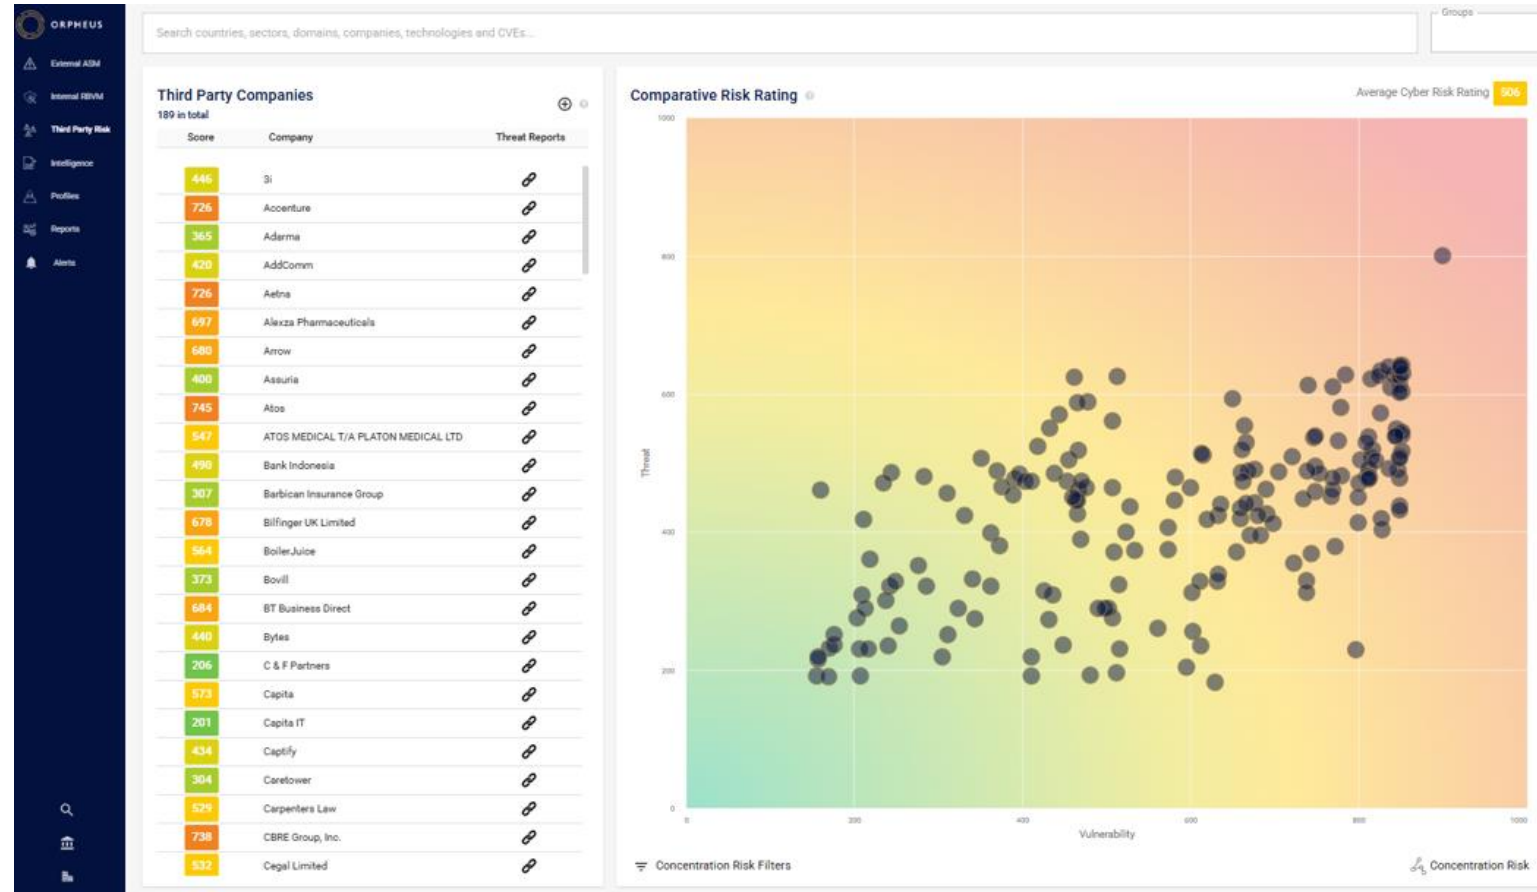 ORPHEUS
External ASM
Internal RBVM
Third Party Risk
Intelligence
Profiles
Reports
Alerts
Search countries, sectors, domains, companies, technologies and CVEs...
Groups
Third Party Companies
189 in total
Score Company Threat Reports
446 3i
726 Accenture
365 Adarma
420 AddComm
726 Aetna
697 Alexza Pharmaceuticals
680 Arrow
400 Assuria
745 Atos
547 ATOS MEDICAL T/A PLATON MEDICAL LTD
490 Bank Indonesia
307 Barbican Insurance Group
678 Bilfinger UK Limited
564 BoilerJuice
373 Bovill
684 BT Business Direct
440 Bytes
206 C & F Partners
573 Capita
201 Capita IT
434 Captify
304 Caretower
529 Carpenters Law
738 CBRE Group, Inc.
532 Cegal Limited
Comparative Risk Rating
Average Cyber Risk Rating 506
1000
800
600
Threat
400
200
0
0 200 400 600 800 1000
Vulnerability
Concentration Risk Filters
Concentration Risk